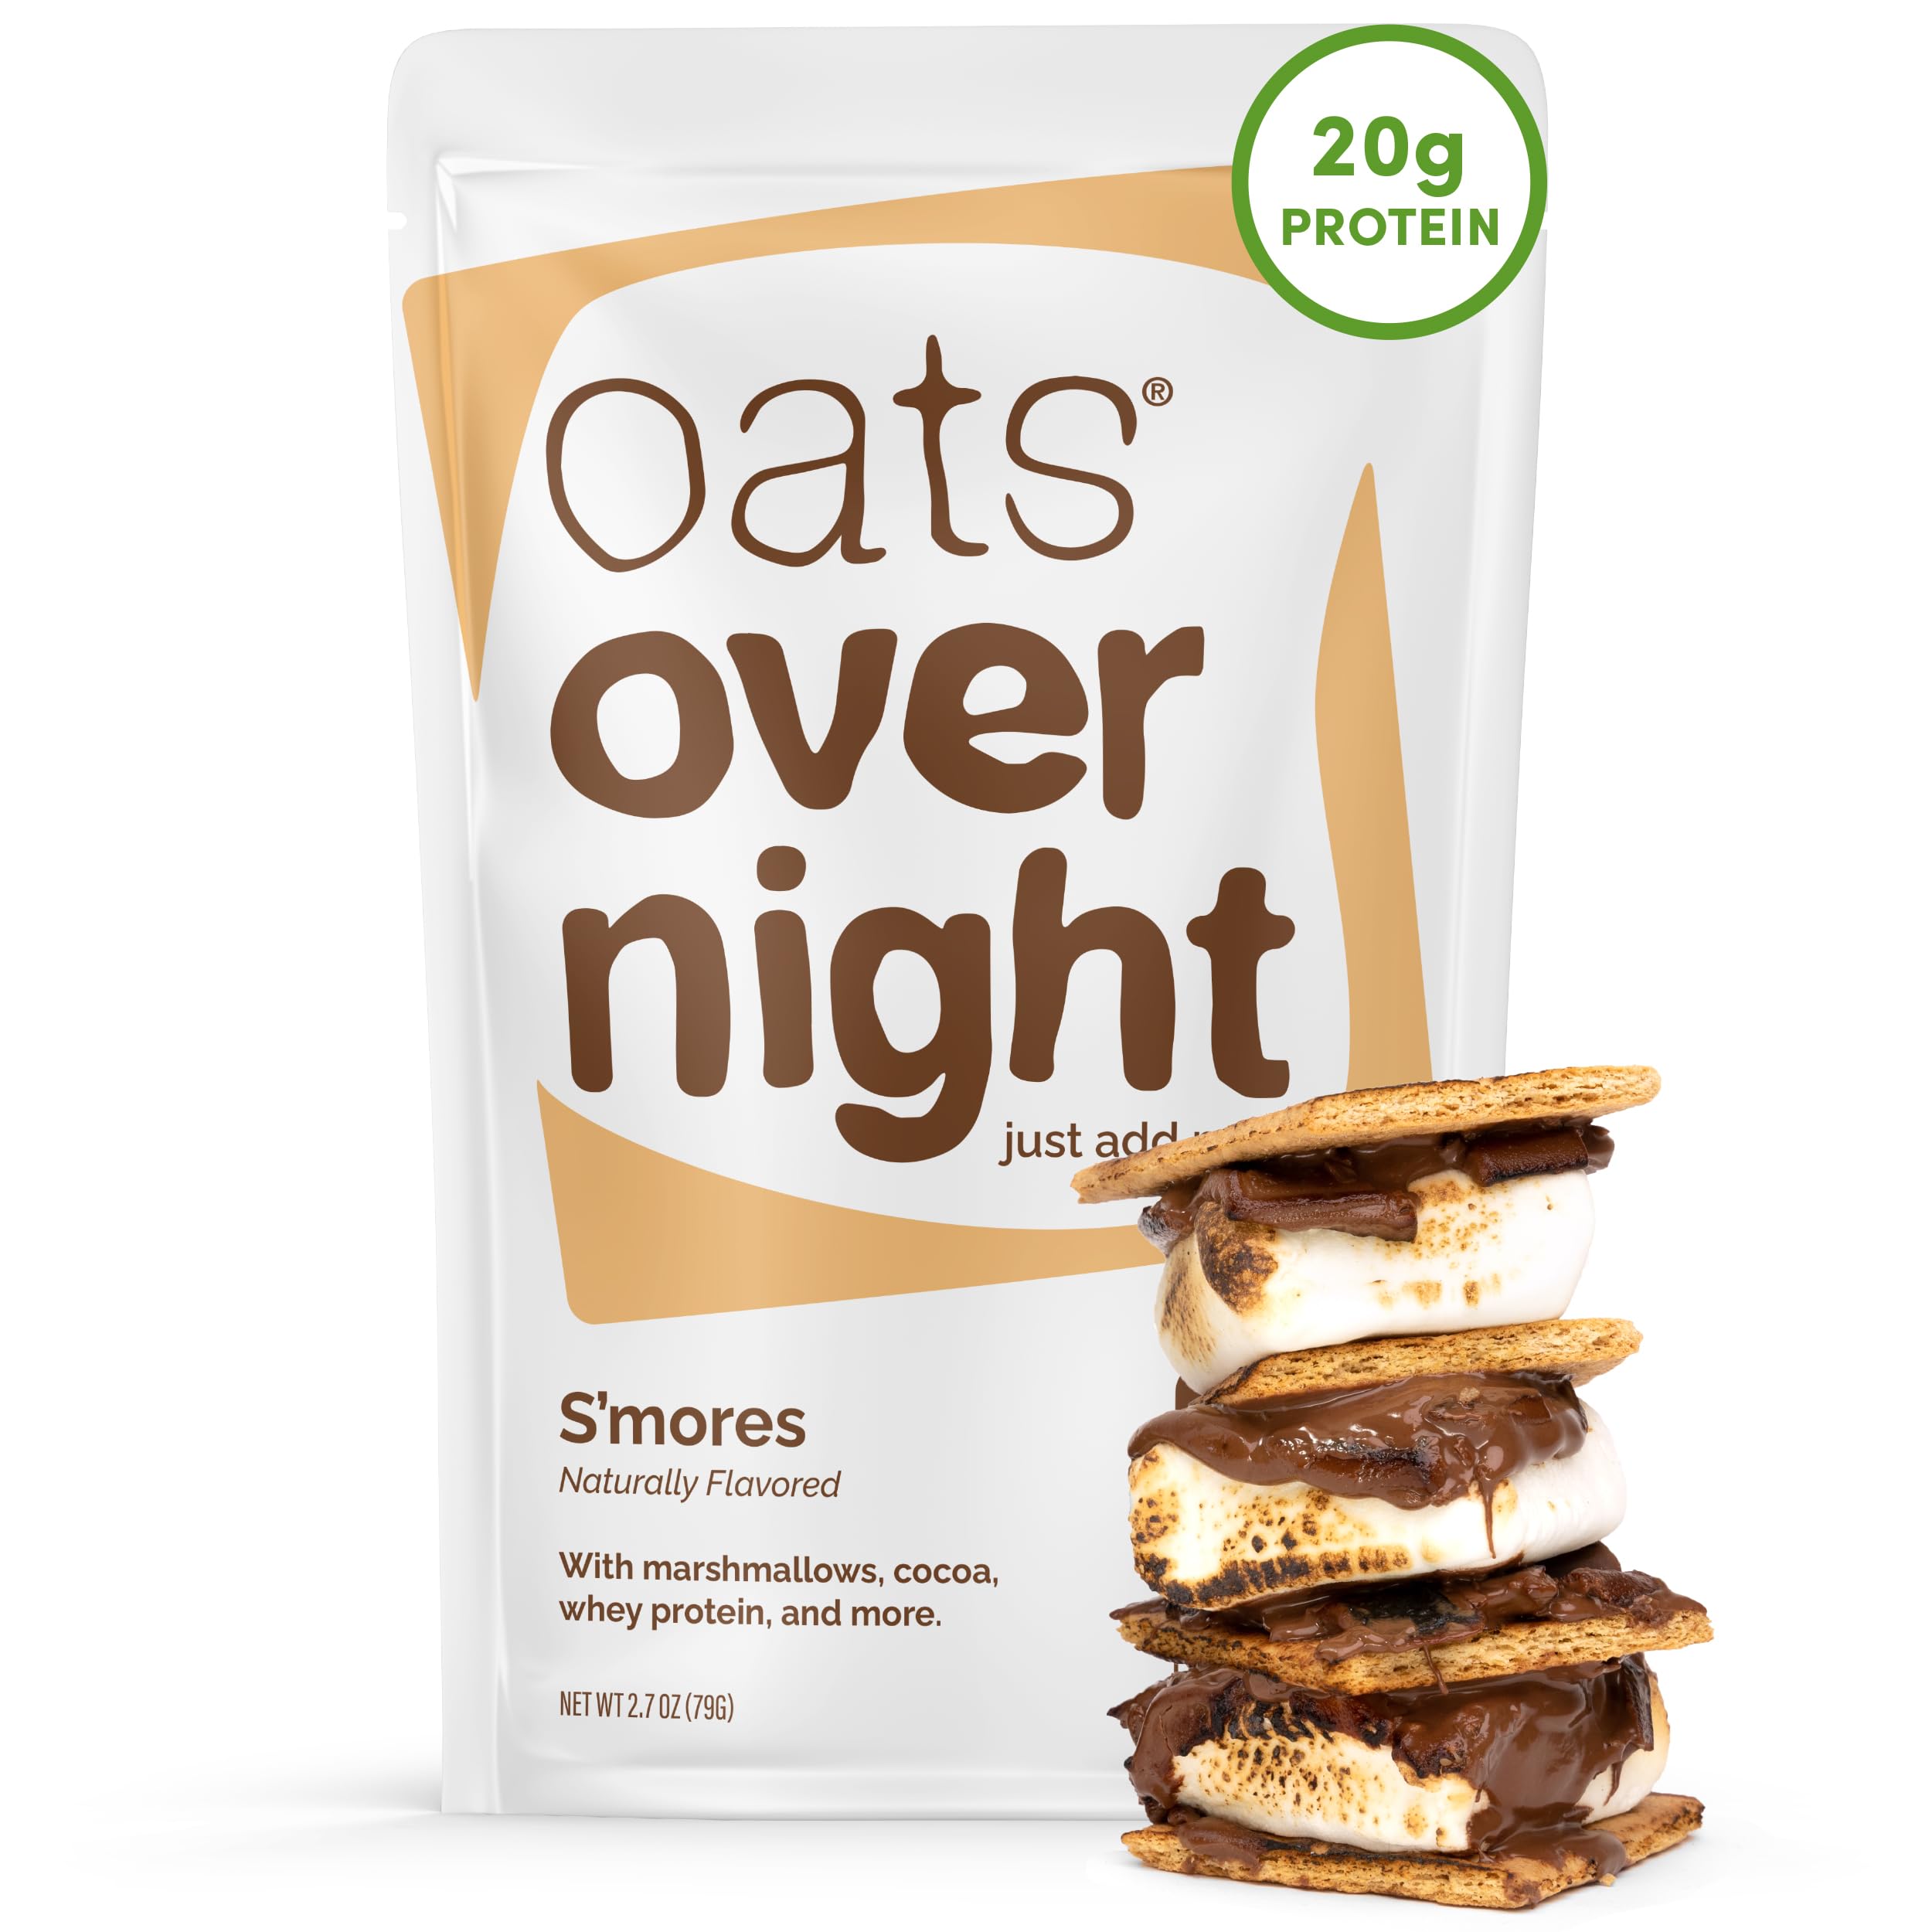 20g
PROTEIN
oats®
over
night
just add
S'mores
Naturally Flavored
With marshmallows, cocoa,
whey protein, and more.
NET WT 2.7 OZ (79G)